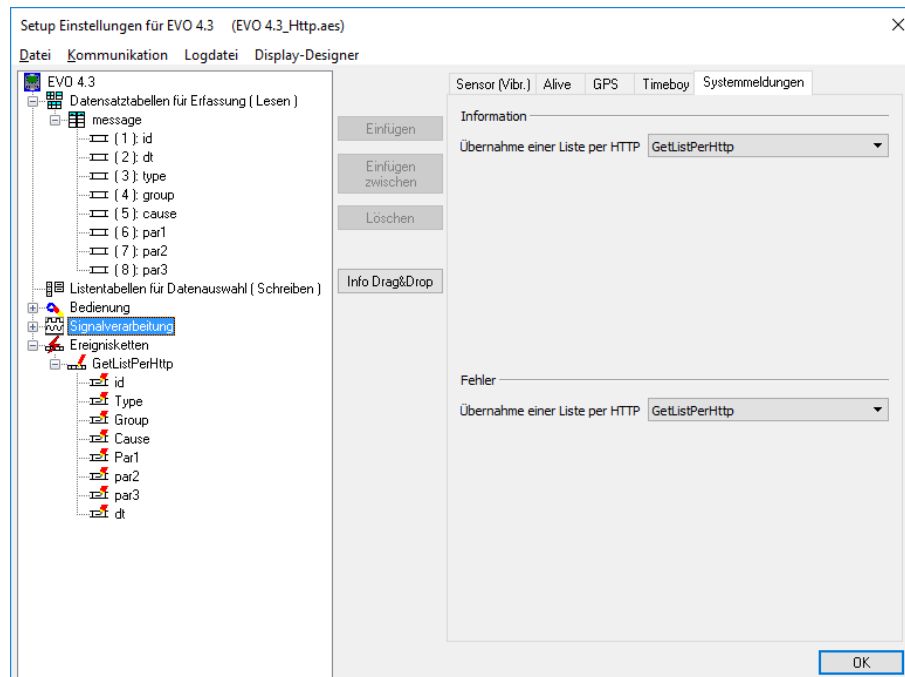 Setup Einstellungen für EVO 4.3 (EVO 4.3_Http.aes)
Datei Kommunikation Logdatei Display-Designer
EVO 4.3
Datensatztabellen für Erfassung ( Lesen )
message
( 1 ): id
( 2 ): dt
( 3 ): type
( 4 ): group
( 5 ): cause
( 6 ): par1
( 7 ): par2
( 8 ): par3
Listentabellen für Datenauswahl ( Schreiben )
Bedienung
Signalverarbeitung
Ereignisketten
GetListPerHttp
id
Type
Group
Cause
Par1
par2
par3
dt
Einfügen
Einfügen
zwischen
Löschen
Info Drag&Drop
Sensor (Vibr.) Alive GPS Timeboy Systemmeldungen
Information
Übernahme einer Liste per HTTP GetListPerHttp
Fehler
Übernahme einer Liste per HTTP GetListPerHttp
OK